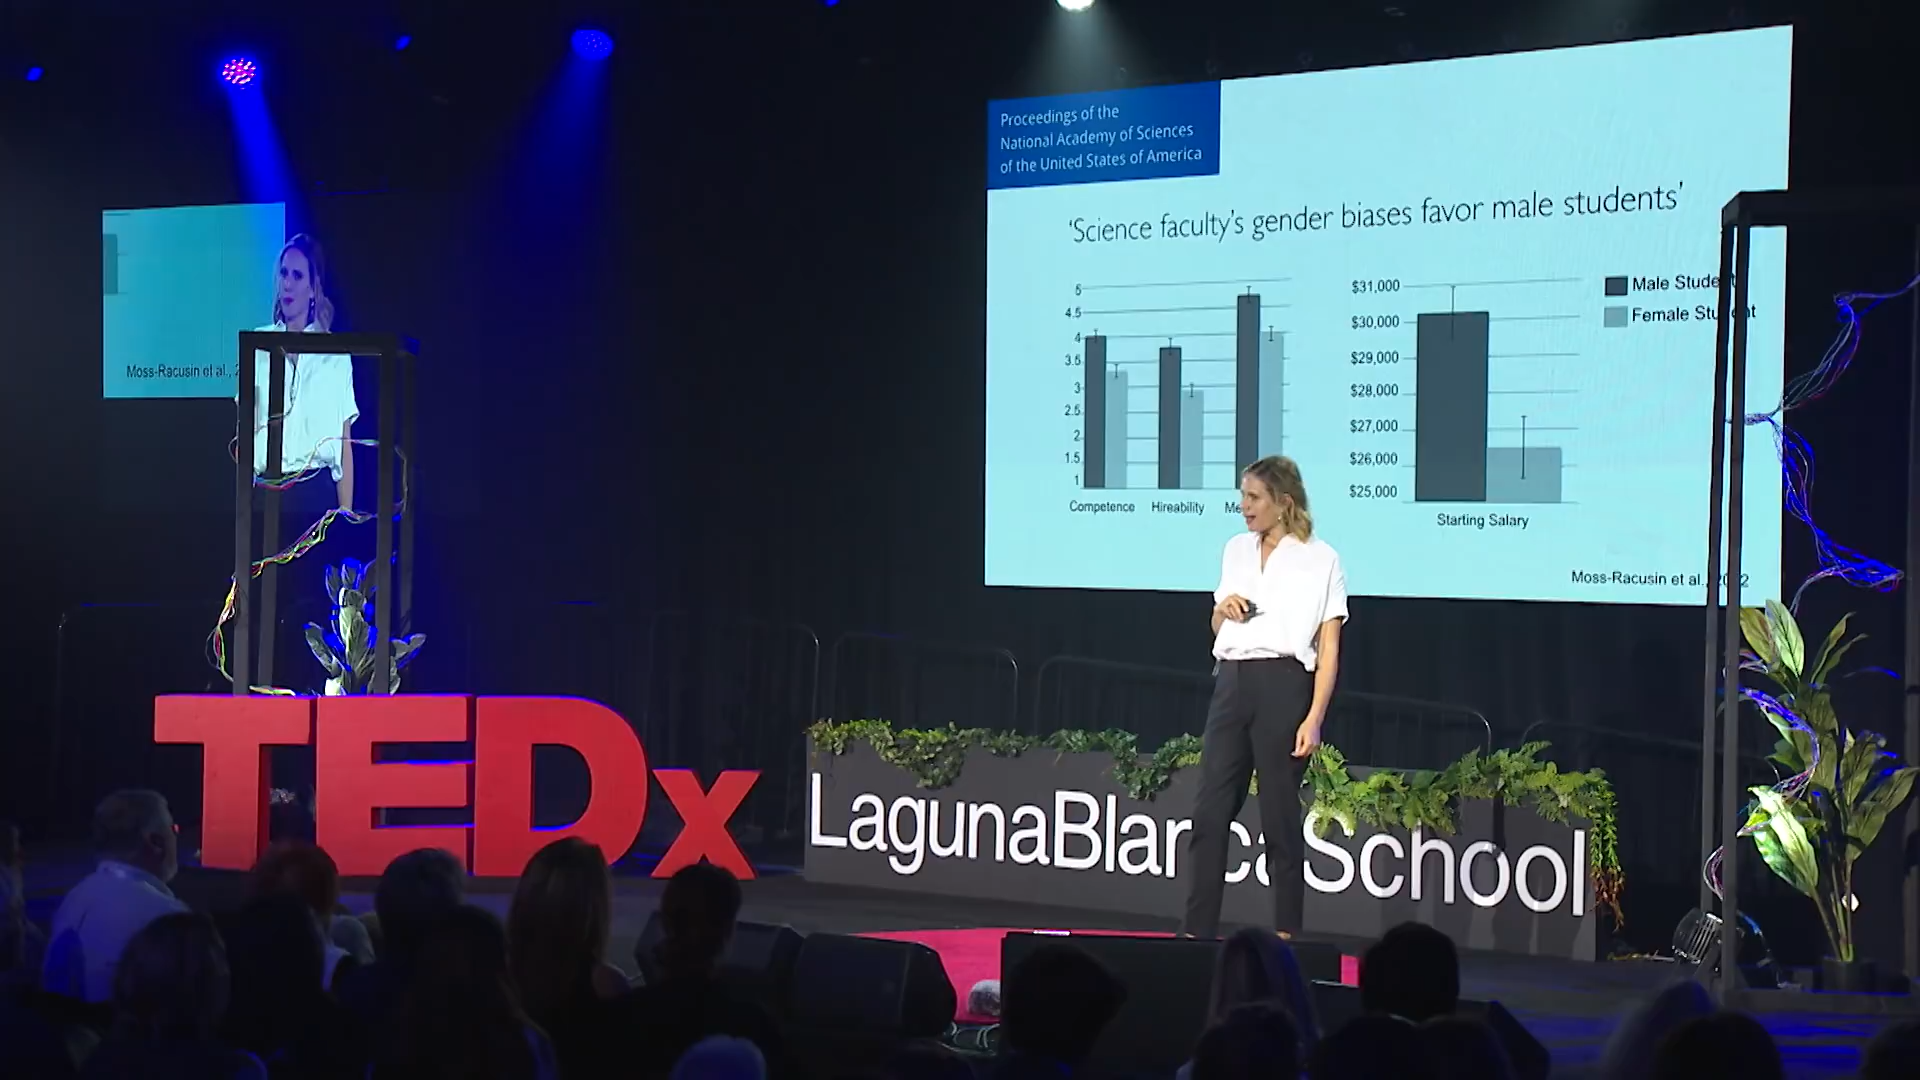 Proceedings of the
National Academy of Sciences
of the United States of America
'Science faculty's gender biases favor male students'
5
4.5
4
3.5
3
2.5
2
1.5
1
Competence
Hireability
$31,000
$30,000
$29,000
$28,000
$27,000
$26,000
$25,000
Starting Salary
Male
Female
Moss-Racusin et al.,
Moss-Racusin et al.,
TEDx
LagunaBlancaSchool